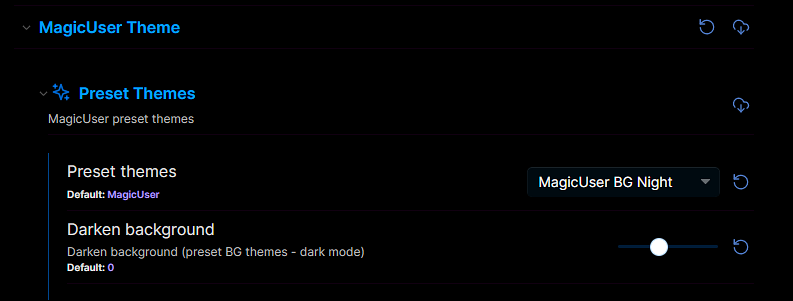 MagicUser Theme
Preset Themes
MagicUser preset themes
Preset themes
Default: MagicUser
MagicUser BG Night
Darken background
Darken background (preset BG themes - dark mode)
Default: 0